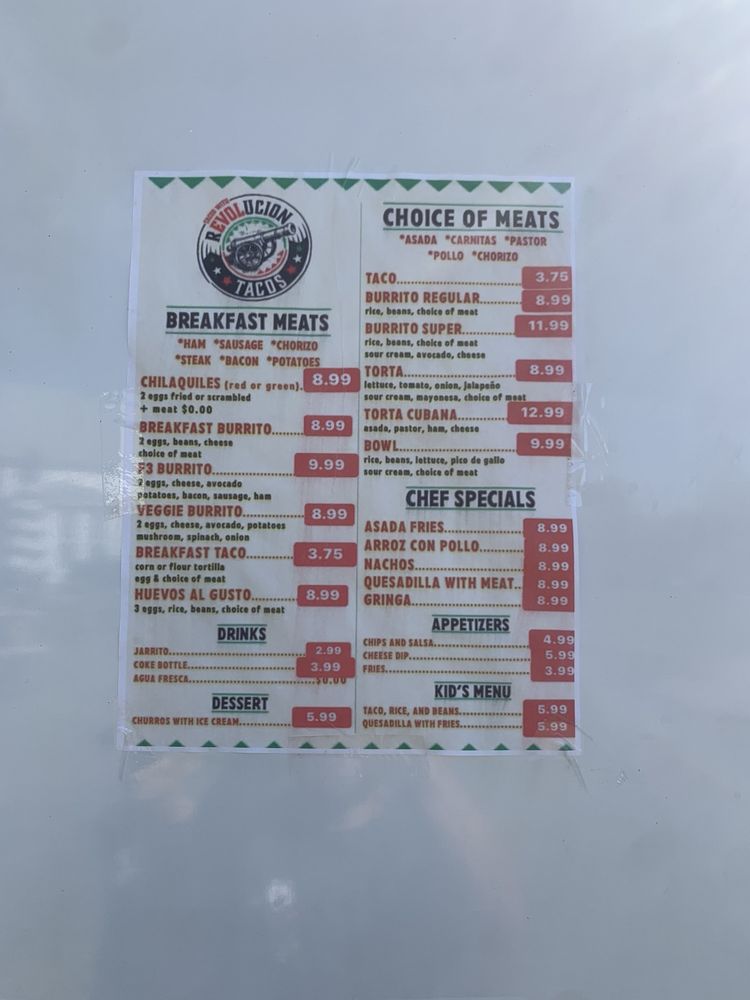 REVOLUCION
TACOS
BREAKFAST MEATS
*HAM *SAUSAGE *CHORIZO
*STEAK *BACON *POTATOES
CHILAQUILES (red or green). 8.99
2 eggs fried or scrambled
+ meat $0.00
BREAKFAST BURRITO........ 8.99
2 eggs, beans, cheese
choice of meat
F3 BURRITO.................... 9.99
2 eggs, cheese, avocado
potatoes, bacon, sausage, ham
VEGGIE BURRITO............... 8.99
2 eggs, cheese, avocado, potatoes
mushroom, spinach, onion
BREAKFAST TACO............ 3.75
corn or flour tortilla
egg & choice of meat
HUEVOS AL GUSTO............ 8.99
3 eggs, rice, beans, choice of meat
DRINKS
JARRITO........................ 2.99
COKE BOTTLE.................... 3.99
AGUA FRESCA........................$0.00
DESSERT
CHURROS WITH ICE CREAM............. 5.99
CHOICE OF MEATS
*ASADA *CARNITAS *PASTOR
*POLLO *CHORIZO
TACO............................ 3.75
BURRITO REGULAR........... 8.99
rice, beans, choice of meat
BURRITO SUPER.............. 11.99
rice, beans, choice of meat
sour cream, avocado, cheese
TORTA............................ 8.99
lettuce, tomato, onion, jalapeño
sour cream, mayonesa, choice of meat
TORTA CUBANA............ 12.99
asada, pastor, ham, cheese
BOWL......................... 9.99
rice, beans, lettuce, pico de gallo
sour cream, choice of meat
CHEF SPECIALS
ASADA FRIES.................. 8.99
ARROZ CON POLLO.......... 8.99
NACHOS........................ 8.99
QUESADILLA WITH MEAT.. 8.99
GRINGA......................... 8.99
APPETIZERS
CHIPS AND SALSA................... 4.99
CHEESE DIP........................ 5.99
FRIES............................. 3.99
KID'S MENU
TACO, RICE, AND BEANS............. 5.99
QUESADILLA WITH FRIES............. 5.99